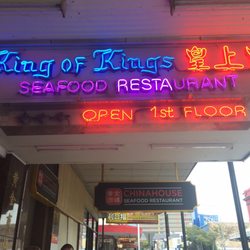 King of Kings 皇上皇
SEAFOOD RESTAURANT
OPEN 1st FLOOR
CHINAHOUSE
SEAFOOD RESTAURANT